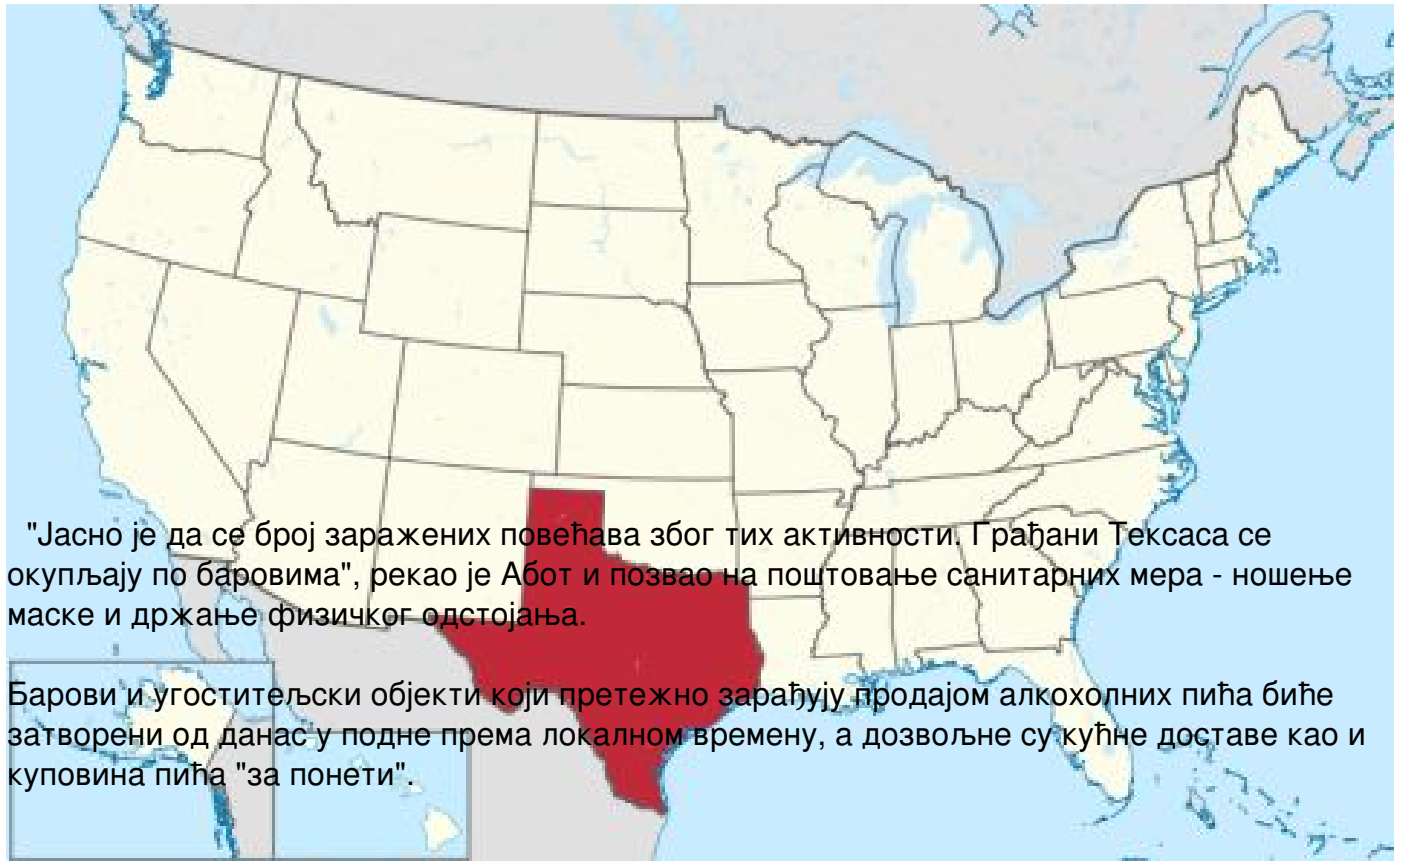 "Јасно је да се број заражених повећава због тих активности. Грађани Тексаса се
окупљају по баровима", рекао је Абот и позвао на поштовање санитарних мера - ношење
маске и држање физичког одстојања.
Барови и угоститељски објекти који претежно зарађују продајом алкохолних пића биће
затворени од данас у подне према локалном времену, а дозвољне су кућне доставе као и
куповина пића "за понети".